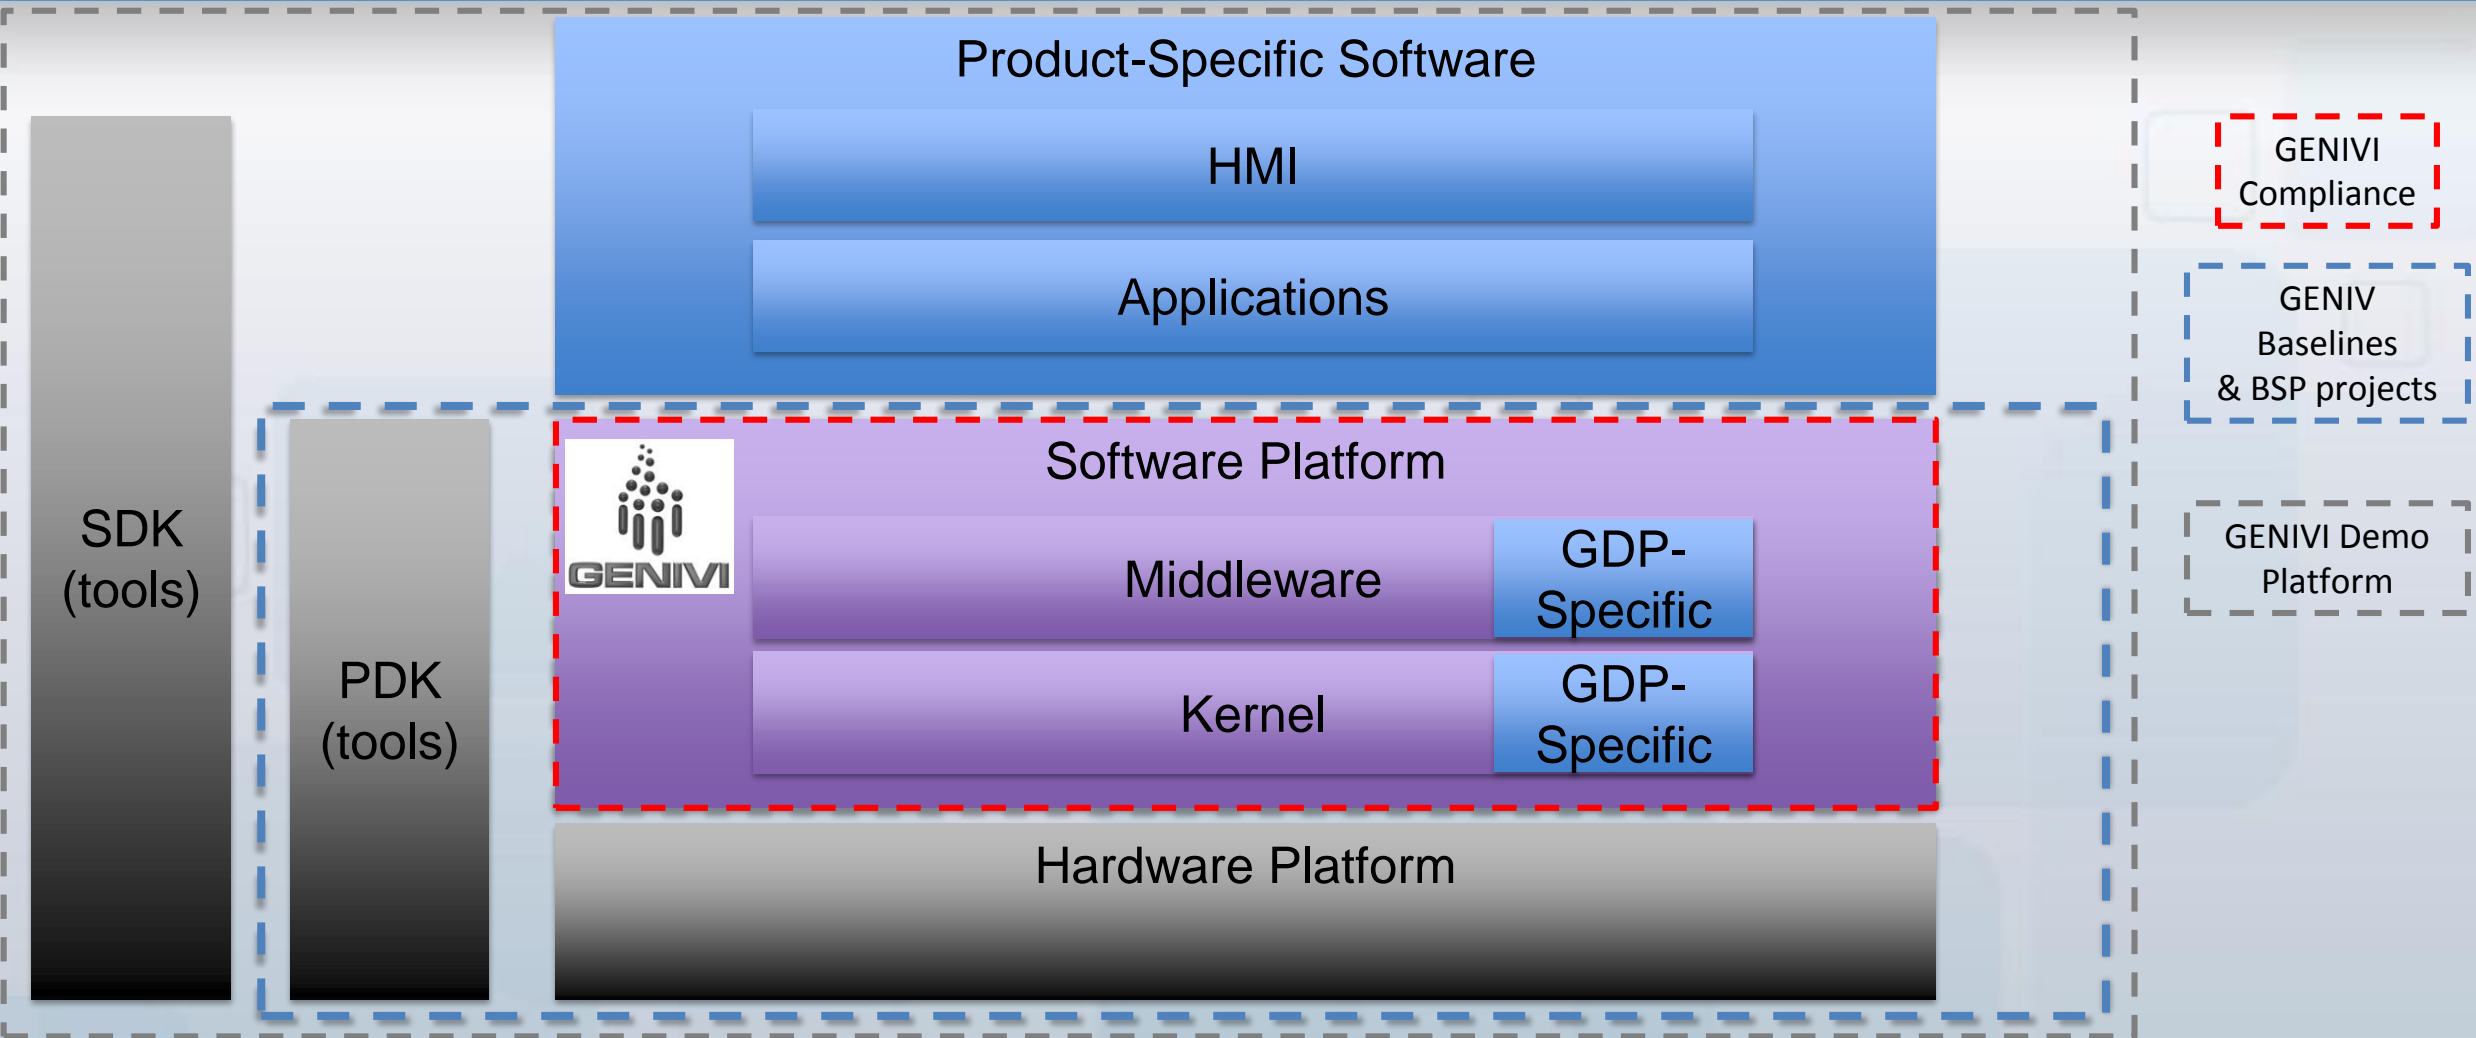 Product-Specific Software
HMI
Applications
SDK
(tools)
PDK
(tools)
GENIVI
Software Platform
Middleware
GDP-
Specific
Kernel
GDP-
Specific
Hardware Platform
GENIVI
Compliance
GENIV
Baselines
& BSP projects
GENIVI Demo
Platform